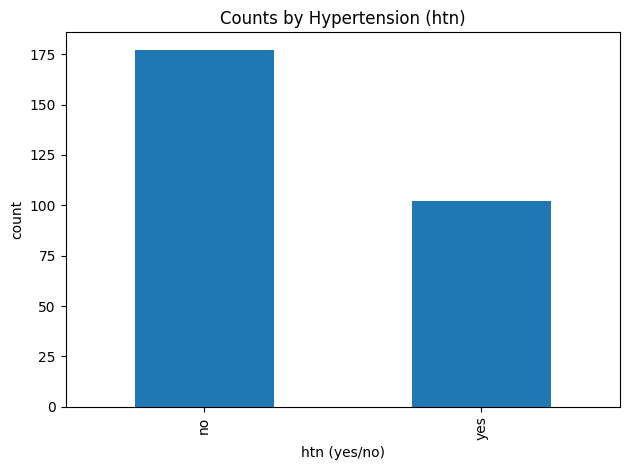 Counts by Hypertension (htn)
175
150
125
100
75
50
25
0
count
no
yes
htn (yes/no)